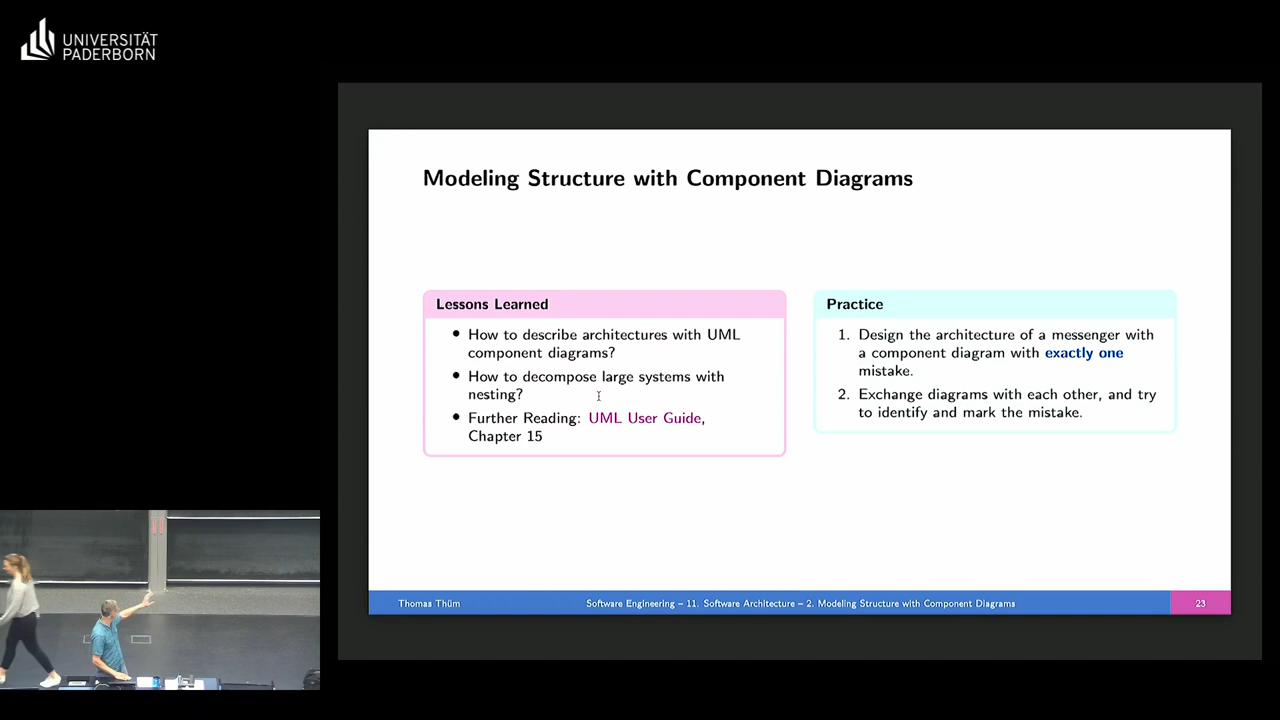 UNIVERSITÄT
PADERBORN
Modeling Structure with Component Diagrams
Lessons Learned
• How to describe architectures with UML
component diagrams?
• How to decompose large systems with
nesting?
• Further Reading: UML User Guide,
Chapter 15
Practice
1. Design the architecture of a messenger with
a component diagram with exactly one
mistake.
2. Exchange diagrams with each other, and try
to identify and mark the mistake.
Thomas Thüm
Software Engineering – 11. Software Architecture – 2. Modeling Structure with Component Diagrams
23